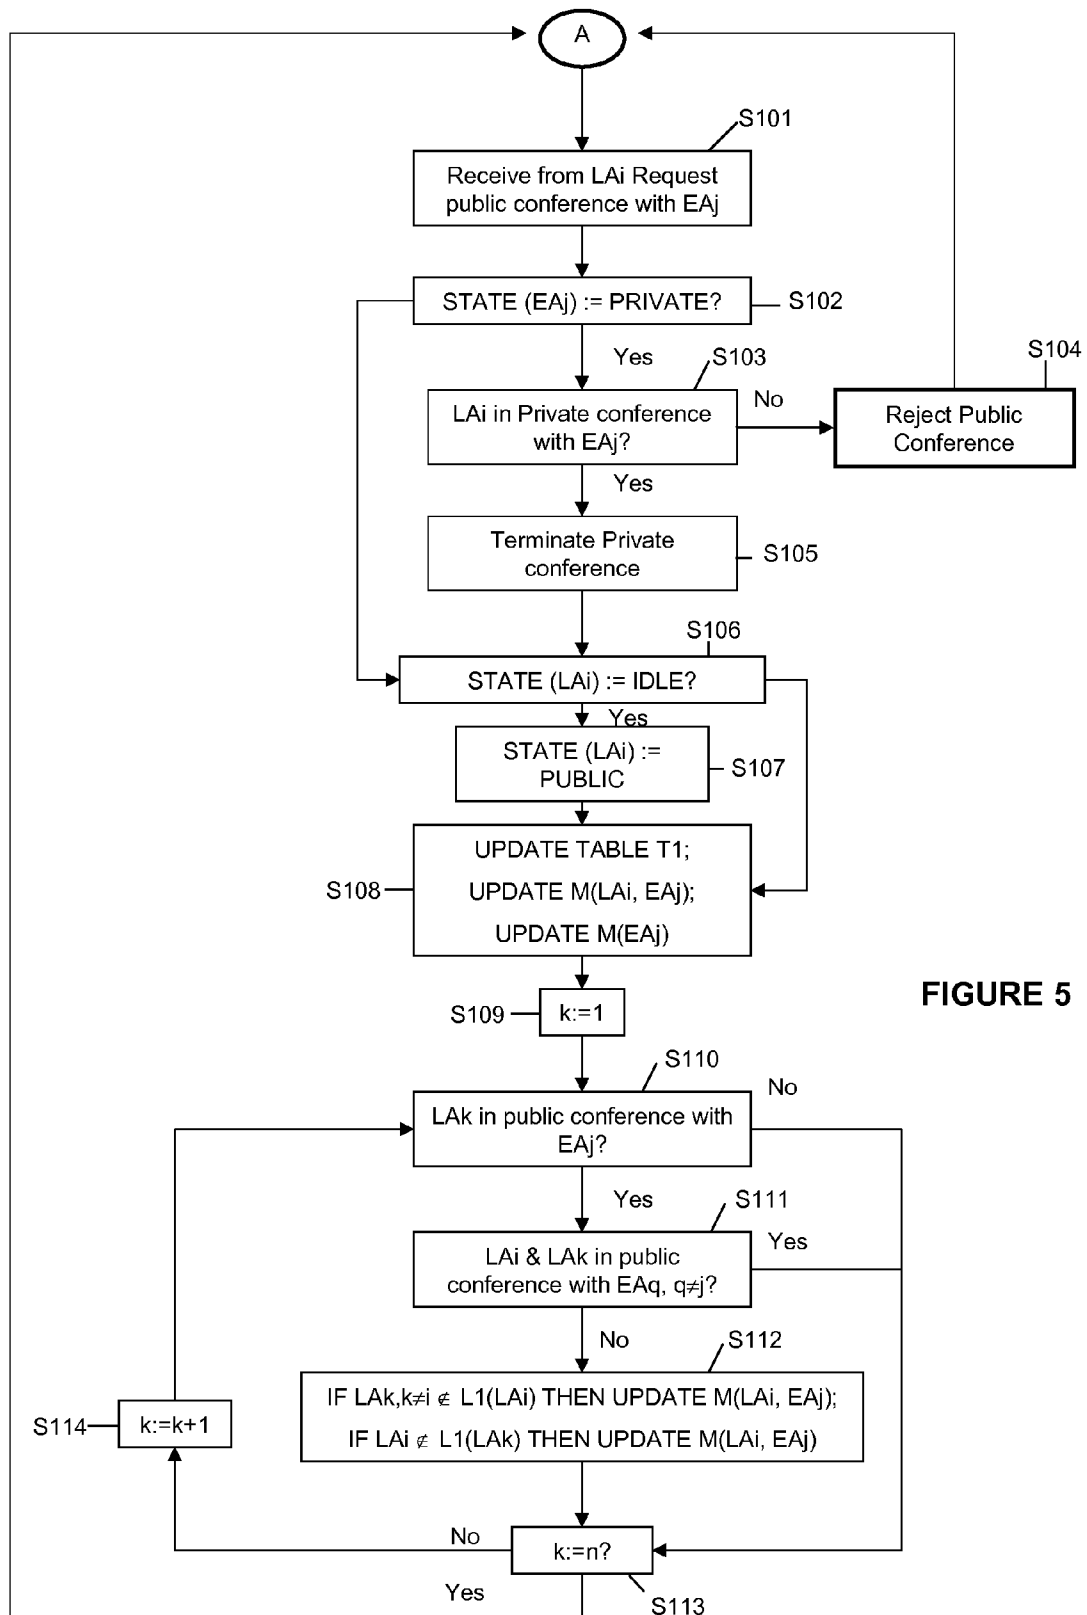 A
S101
Receive from LAi Request
public conference with EAj
STATE (EAj) := PRIVATE?
S102
Yes
S103
S104
LAi in Private conference
with EAj?
No
Reject Public
Conference
Yes
Terminate Private
conference
S105
S106
STATE (LAi) := IDLE?
Yes
STATE (LAi) :=
PUBLIC
S107
UPDATE TABLE T1;
S108
UPDATE M(LAi, EAj);
UPDATE M(EAj)
FIGURE 5
S109
k:=1
S110
No
LAk in public conference with
EAj?
Yes
S111
Yes
LAi & LAk in public
conference with EAq, q≠j?
No
S112
IF LAk,k≠i ∉ L1(LAi) THEN UPDATE M(LAi, EAj);
IF LAi ∉ L1(LAk) THEN UPDATE M(LAi, EAj)
S114
k:=k+1
No
k:=n?
Yes
S113